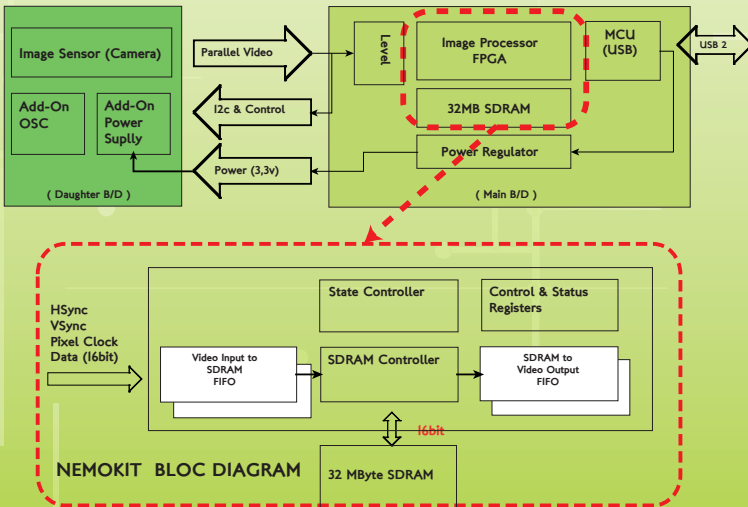 Image Sensor (Camera)
Add-On
OSC
Add-On
Power
Suplly
( Daughter B/D )
Parallel Video
I2c & Control
Power (3,3v)
Level
Image Processor
FPGA
32MB SDRAM
Power Regulator
MCU
(USB)
( Main B/D )
USB 2
HSync
VSync
Pixel Clock
Data (16bit)
State Controller
Control & Status
Registers
Video Input to
SDRAM
FIFO
SDRAM Controller
SDRAM to
Video Output
FIFO
16bit
32 MByte SDRAM
NEMOKIT BLOC DIAGRAM